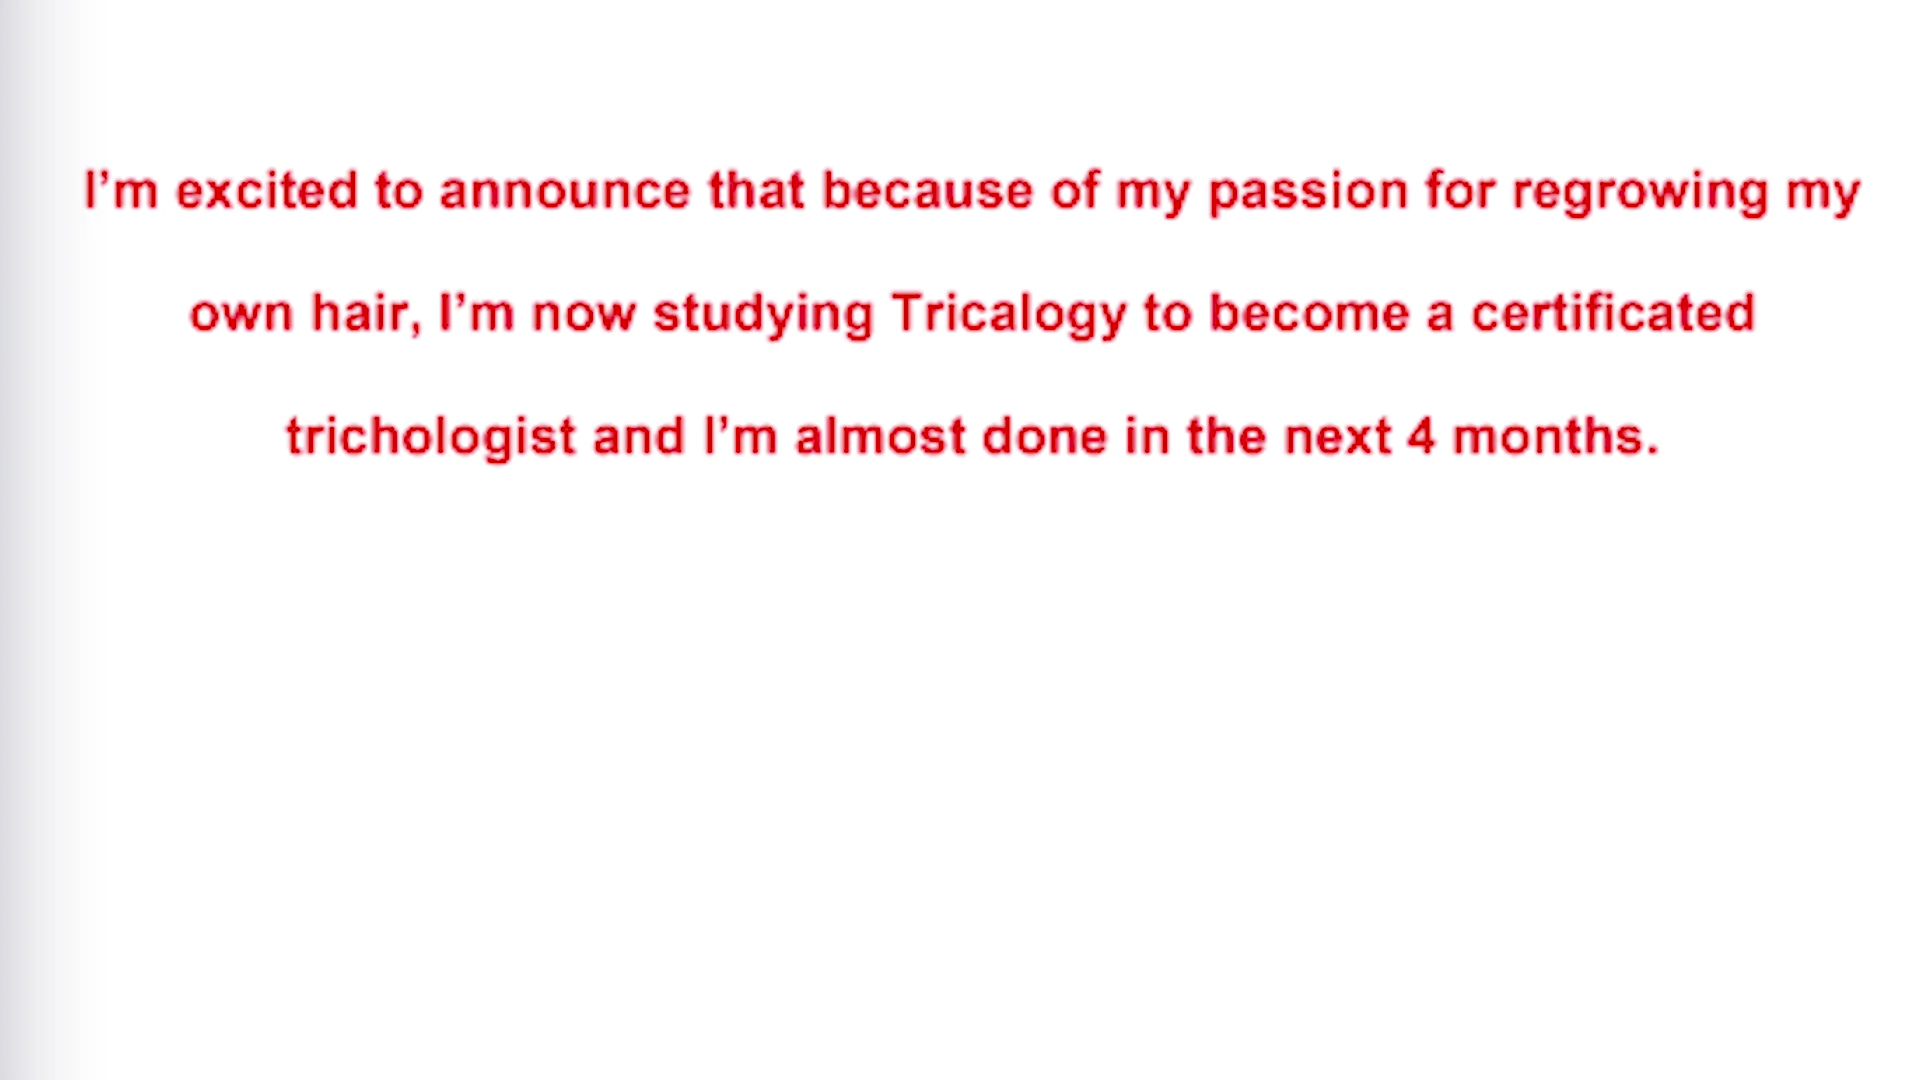 I’m excited to announce that because of my passion for regrowing my
own hair, I’m now studying Tricalogy to become a certificated
trichologist and I’m almost done in the next 4 months.